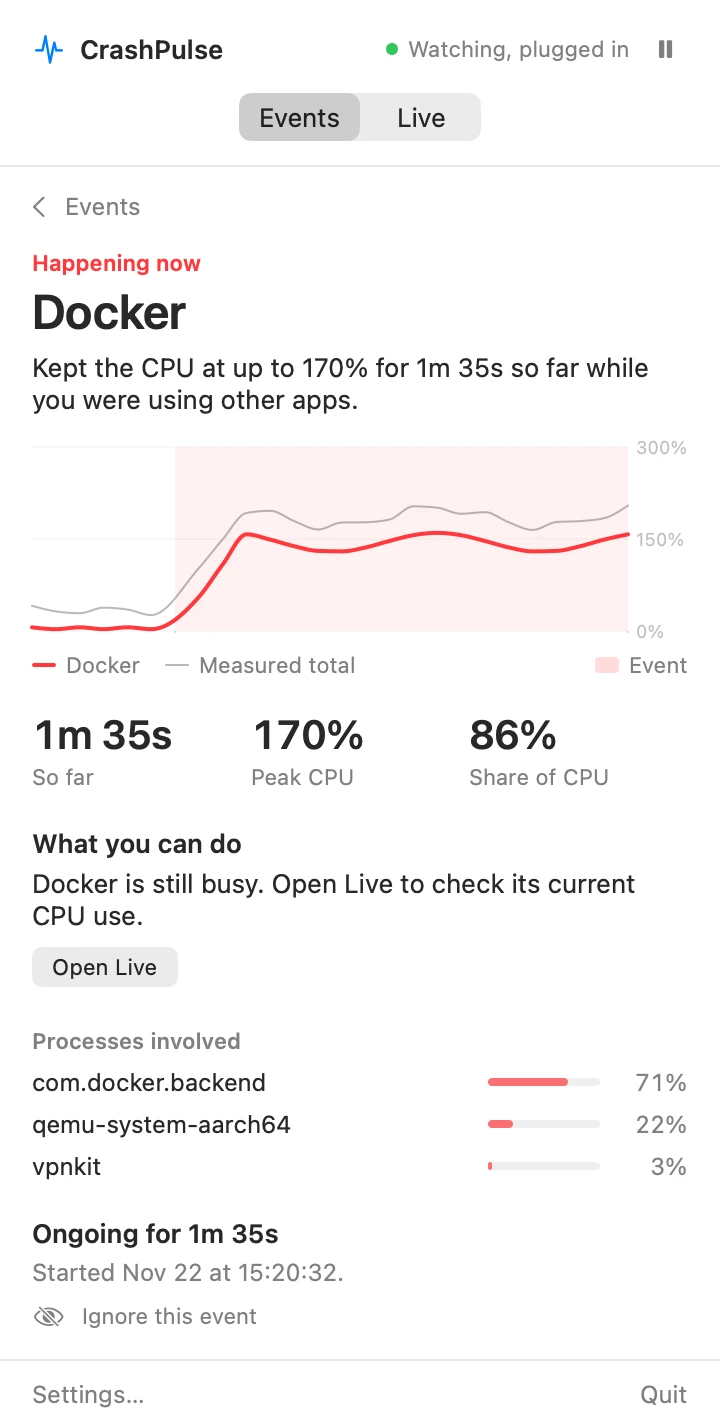 CrashPulse
Watching, plugged in
Events
Live
Events
Happening now
Docker
Kept the CPU at up to 170% for 1m 35s so far while
you were using other apps.
300%
150%
0%
Docker
Measured total
Event
1m 35s
170%
86%
So far
Peak CPU
Share of CPU
What you can do
Docker is still busy. Open Live to check its current
CPU use.
Open Live
Processes involved
com.docker.backend 71%
qemu-system-aarch64 22%
vpnkit 3%
Ongoing for 1m 35s
Started Nov 22 at 15:20:32.
Ignore this event
Settings...
Quit